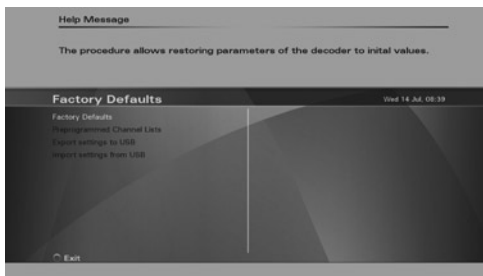 Help Message
The procedure allows restoring parameters of the decoder to inital values.
Factory Defaults
Wed 14 Jul, 08:39
Factory Defaults
Preprogrammed Channel Lists
Export settings to USB
Import settings from USB
Exit